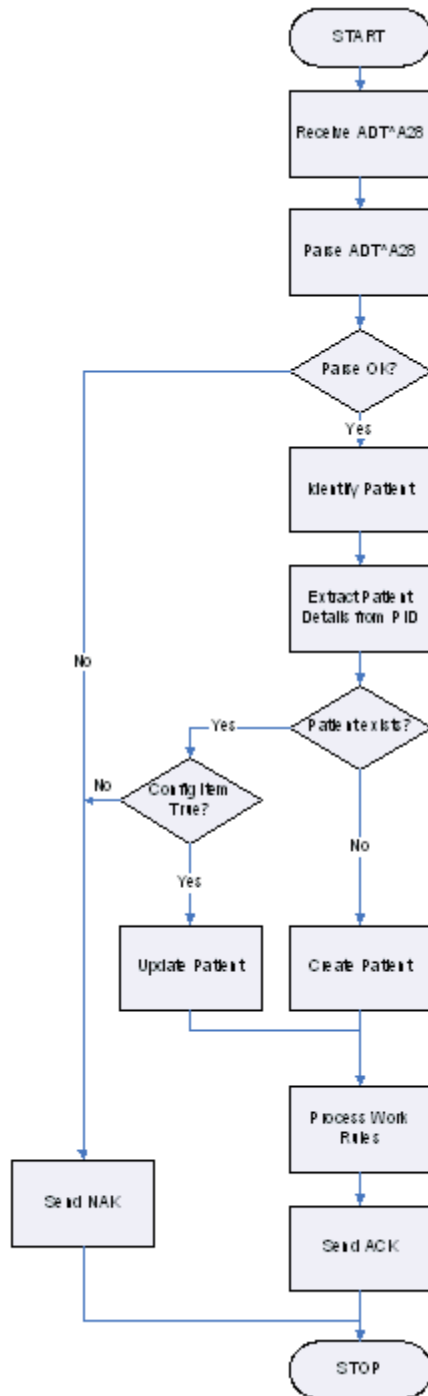 START
Receive ADT^A28
Parse ADT^A28
Parse OK?
Yes
Identify Patient
Extract Patient
Details from PID
No
Patient exists?
Yes
Config Item
True?
No
No
Yes
Update Patient
Create Patient
Process Work
Rules
Send NAK
Send ACK
STOP